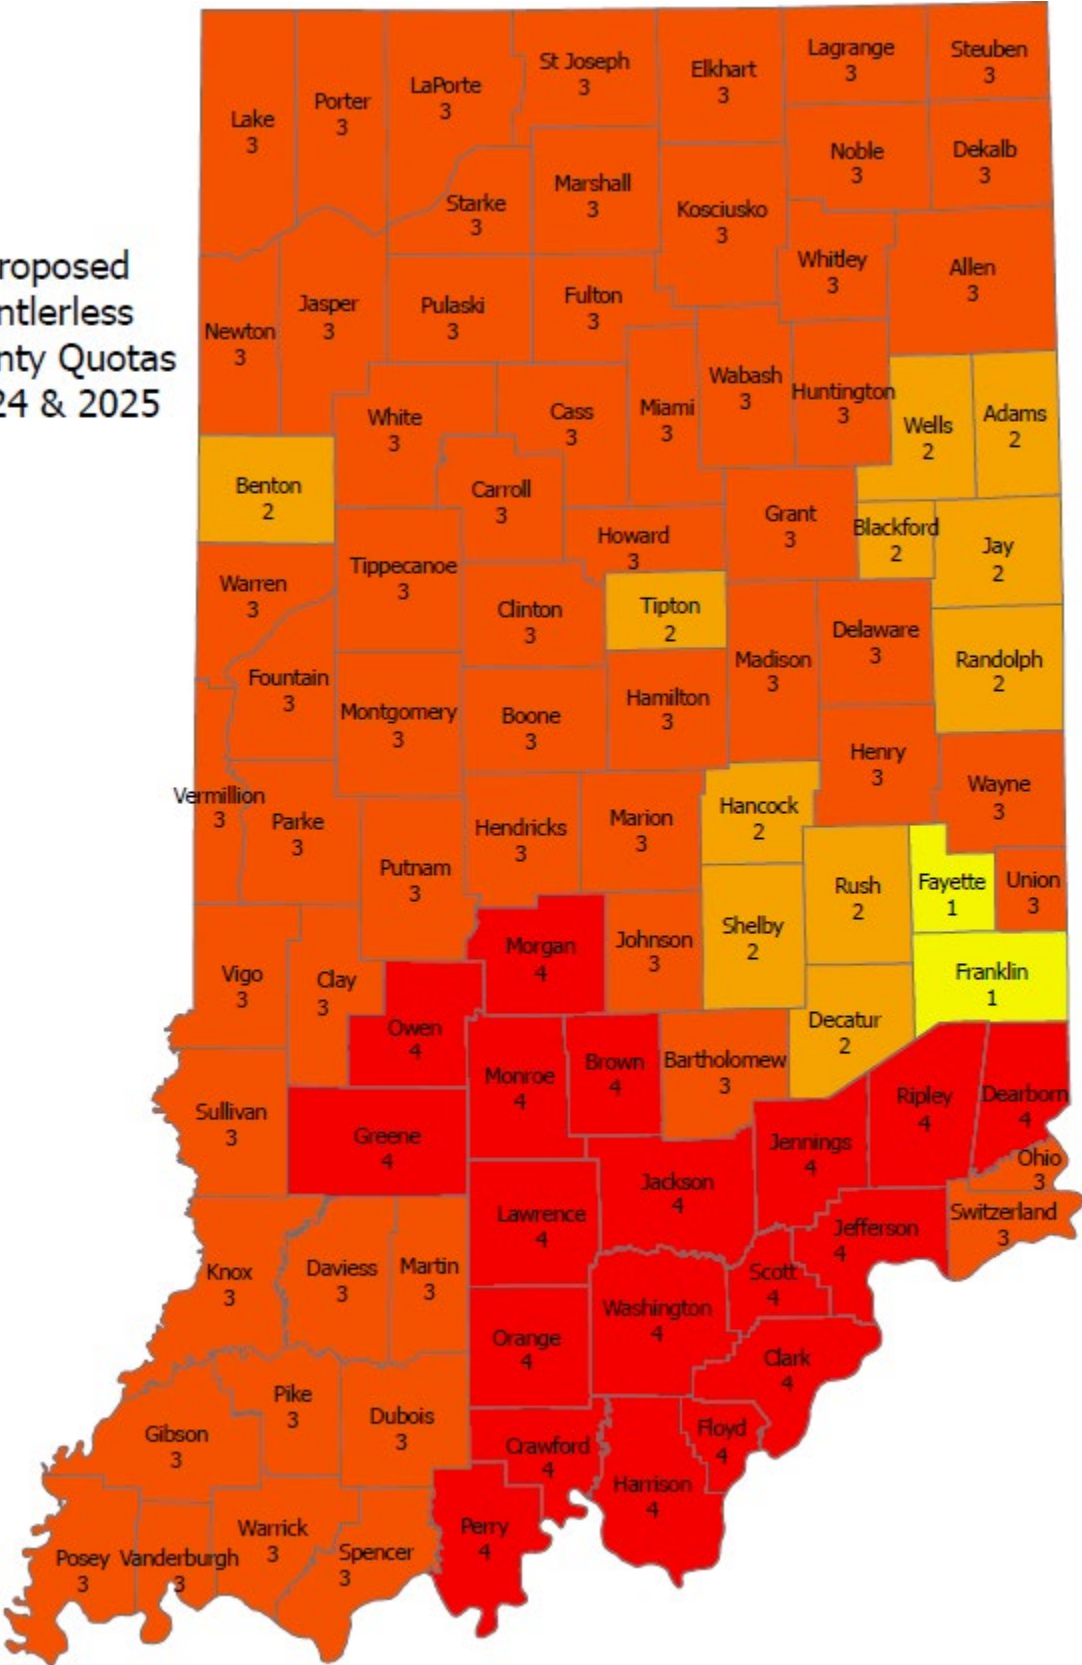 roposed
ntlerless
nty Quotas
24 & 2025
Lake
3
Porter
3
LaPorte
3
St Joseph
3
Elkhart
3
Lagrange
3
Steuben
3
Noble
3
Dekalb
3
Starke
3
Marshall
3
Kosciusko
3
Whitley
3
Allen
3
Newton
3
Jasper
3
Pulaski
3
Fulton
3
White
3
Cass
3
Miami
3
Wabash
3
Huntington
3
Wells
2
Adams
2
Benton
2
Carroll
3
Howard
3
Grant
3
Blackford
2
Jay
2
Warren
3
Tippecanoe
3
Clinton
3
Tipton
2
Madison
3
Delaware
3
Randolph
2
Fountain
3
Montgomery
3
Boone
3
Hamilton
3
Henry
3
Wayne
3
Vermillion
3
Parke
3
Putnam
3
Hendricks
3
Marion
3
Hancock
2
Rush
2
Fayette
1
Union
3
Shelby
2
Morgan
4
Johnson
3
Vigo
3
Clay
3
Franklin
1
Owen
4
Decatur
2
Monroe
4
Brown
4
Bartholomew
3
Ripley
4
Dearborn
4
Sullivan
3
Greene
4
Jennings
4
Ohio
3
Jackson
4
Lawrence
4
Switzerland
3
Jefferson
4
Knox
3
Daviess
3
Martin
3
Scott
4
Washington
4
Orange
4
Clark
4
Pike
3
Dubois
3
Gibson
3
Crawford
4
Floyd
4
Harrison
4
Perry
4
Warrick
3
Spencer
3
Posey
3
Vanderburgh
3